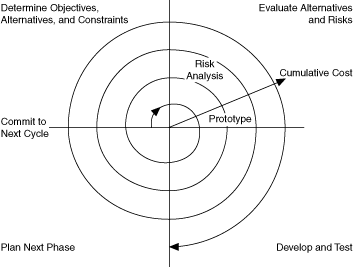 Determine Objectives,
Alternatives, and Constraints
Evaluate Alternatives
and Risks
Risk
Analysis
Cumulative Cost
Prototype
Commit to
Next Cycle
Plan Next Phase
Develop and Test